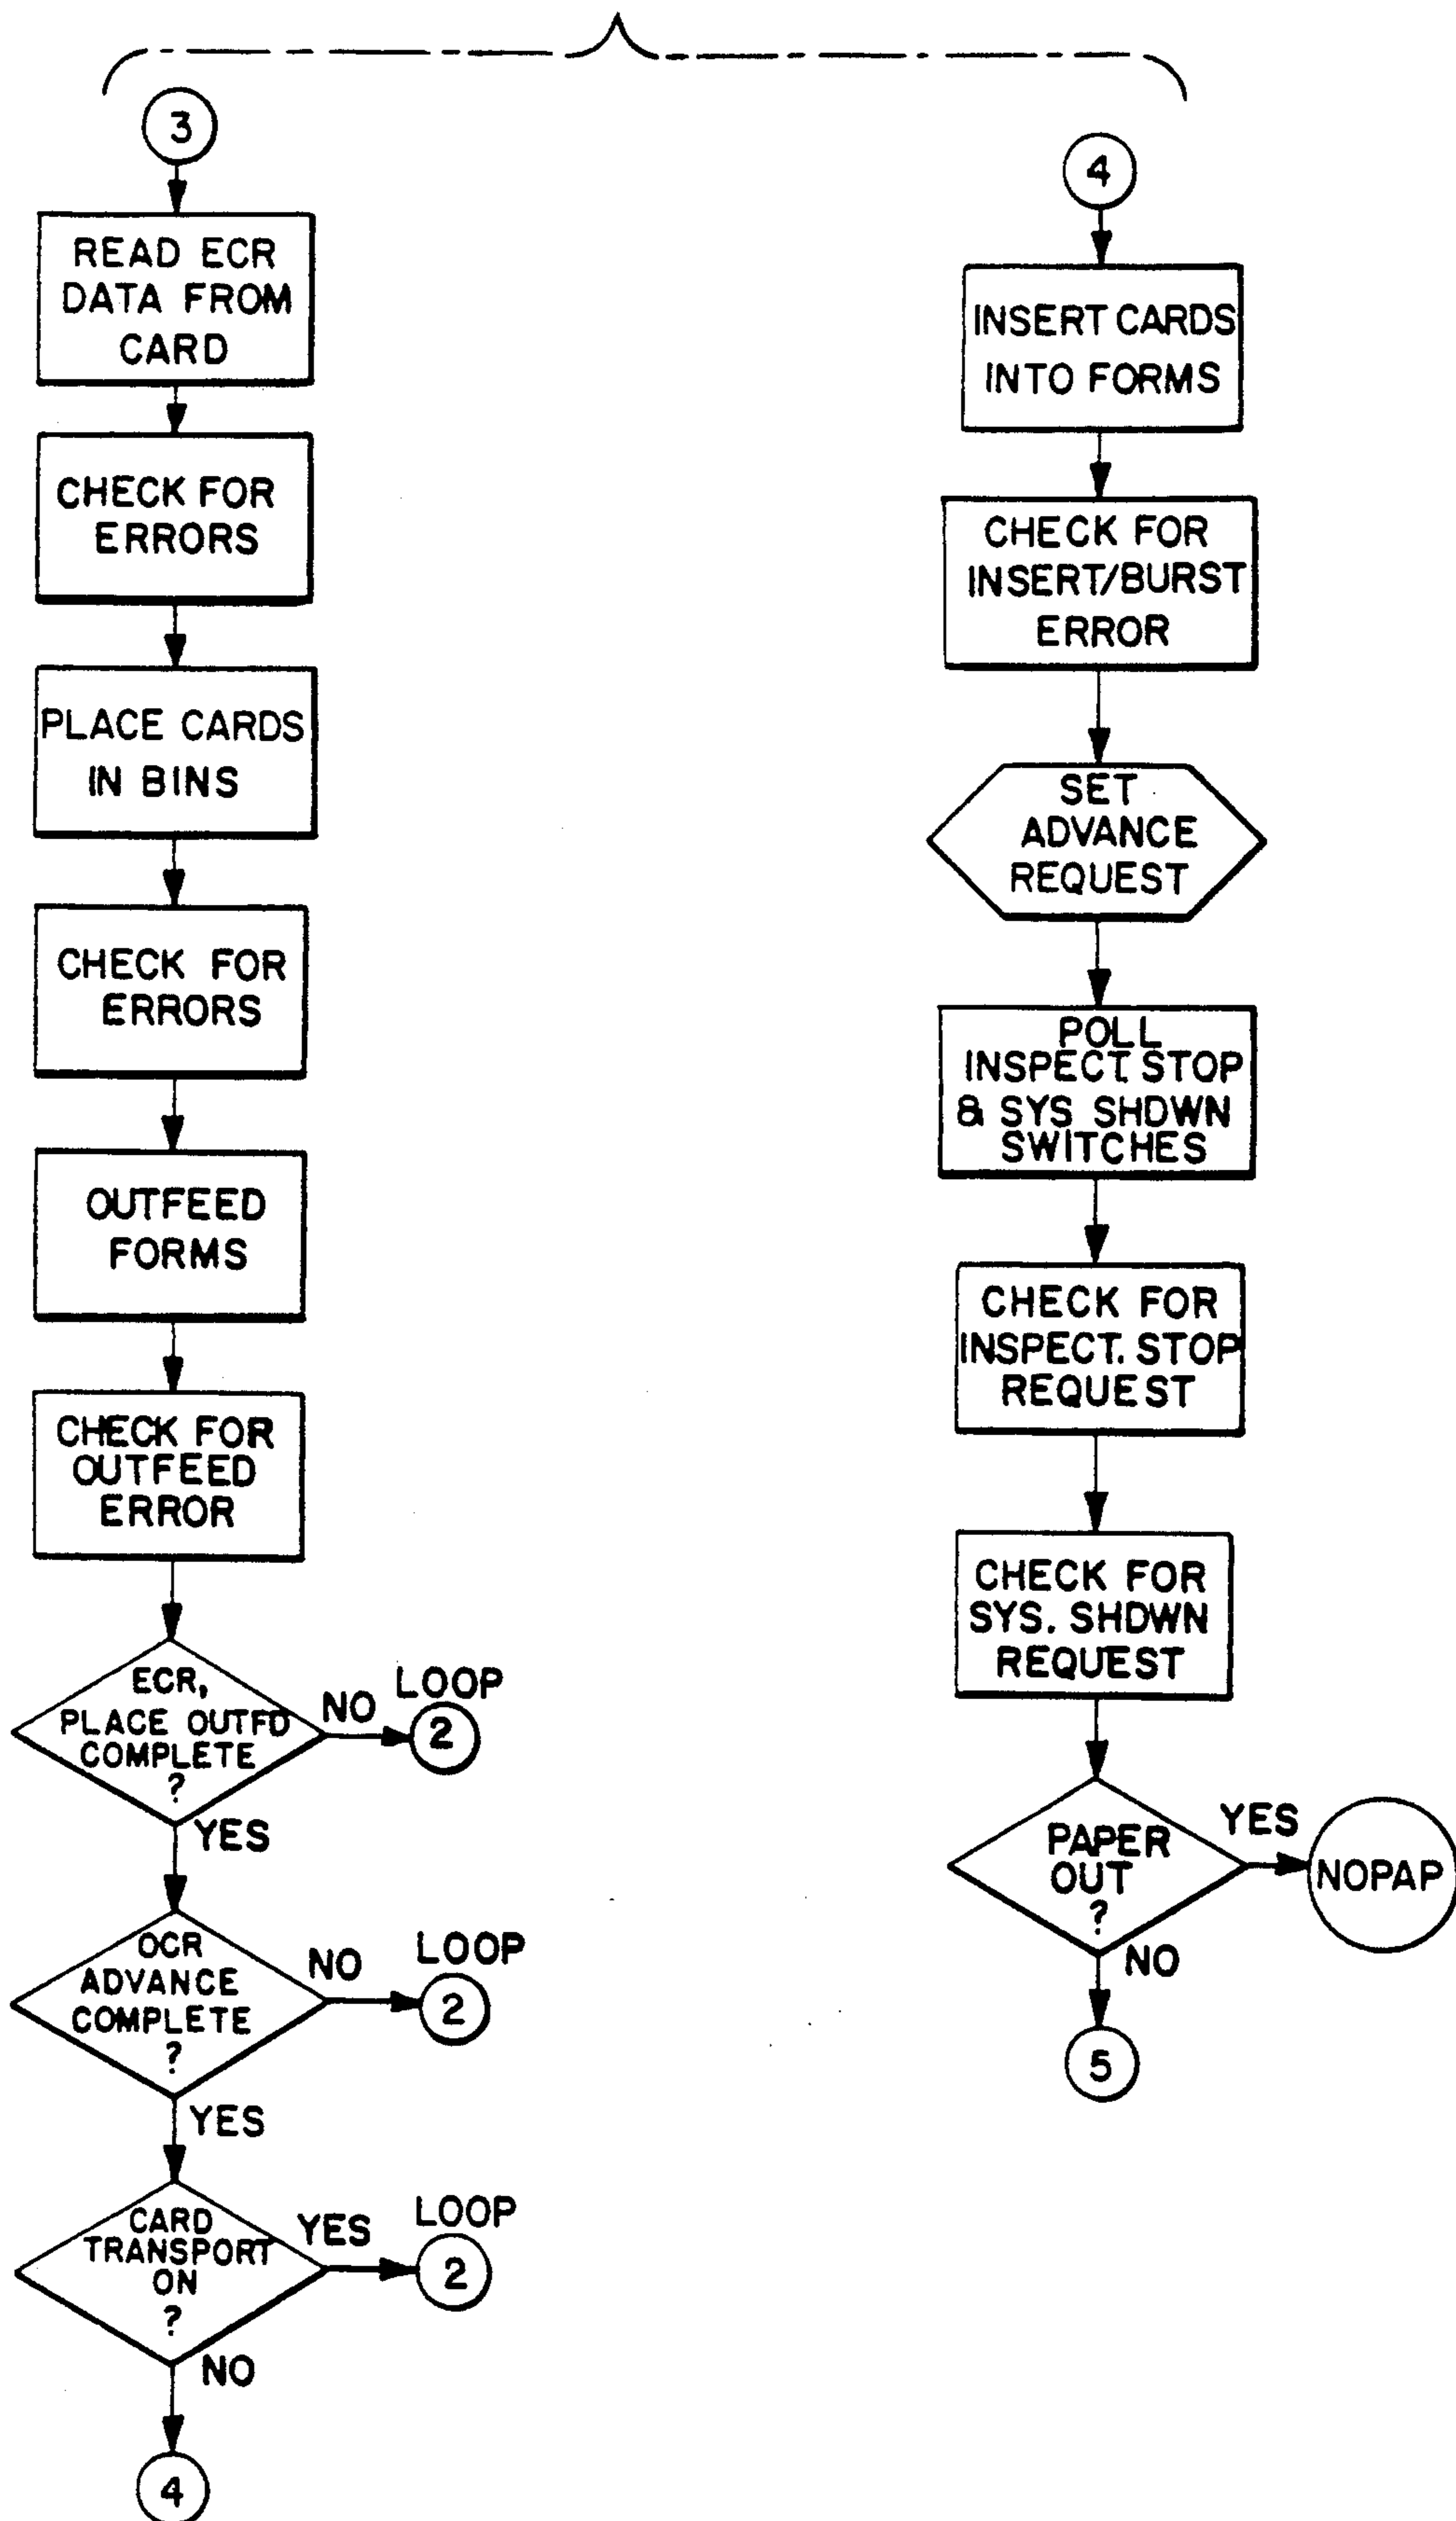 3
READ ECR
DATA FROM
CARD
CHECK FOR
ERRORS
PLACE CARDS
IN BINS
CHECK FOR
ERRORS
OUTFEED
FORMS
CHECK FOR
OUTFEED
ERROR
ECR,
PLACE OUTFD
COMPLETE
?
NO
LOOP
2
YES
OCR
ADVANCE
COMPLETE
?
NO
LOOP
2
YES
CARD
TRANSPORT
ON
?
YES
LOOP
2
NO
4
4
INSERT CARDS
INTO FORMS
CHECK FOR
INSERT/BURST
ERROR
SET
ADVANCE
REQUEST
POLL
INSPECT. STOP
& SYS SHDWN
SWITCHES
CHECK FOR
INSPECT. STOP
REQUEST
CHECK FOR
SYS. SHDWN
REQUEST
PAPER
OUT
?
YES
NOPAP
NO
5